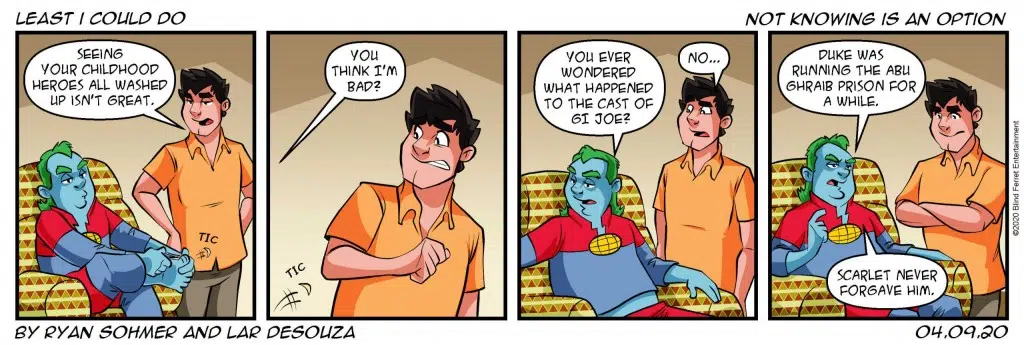 LEAST I COULD DO
NOT KNOWING IS AN OPTION
SEEING
YOUR CHILDHOOD
HEROES ALL WASHED
UP ISN'T GREAT.
TIC
YOU
THINK I'M
BAD?
TIC
YOU EVER
WONDERED
WHAT HAPPENED
TO THE CAST OF
GI JOE?
NO...
DUKE WAS
RUNNING THE ABU
GHRAIB PRISON FOR
A WHILE.
SCARLET NEVER
FORGAVE HIM.
©2020 Blind Ferret Entertainment
BY RYAN SOHMER AND LAR DESOUZA
04.09.20